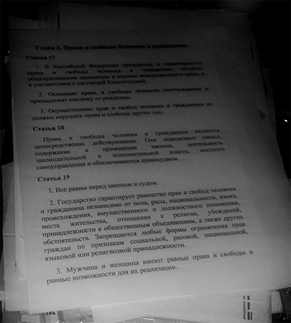 Глава 2. Права и свободы человека и гражданина
Статья 17
1. В Российской Федерации признаются и гарантируются
права и свободы человека и гражданина согласно
общепризнанным принципам и нормам международного права и
в соответствии с настоящей Конституцией.
2. Основные права и свободы человека неотчуждаемы и
принадлежат каждому от рождения.
3. Осуществление прав и свобод человека и гражданина не
должно нарушать права и свободы других лиц.
Статья 18
Права и свободы человека и гражданина являются
непосредственно действующими. Они определяют смысл,
содержание и применение законов, деятельность
законодательной и исполнительной власти, местного
самоуправления и обеспечиваются правосудием.
Статья 19
1. Все равны перед законом и судом.
2. Государство гарантирует равенство прав и свобод человека
и гражданина независимо от пола, расы, национальности, языка,
происхождения, имущественного и должностного положения,
места жительства, отношения к религии, убеждений,
принадлежности к общественным объединениям, а также других
обстоятельств. Запрещаются любые формы ограничения прав
граждан по признакам социальной, расовой, национальной,
языковой или религиозной принадлежности.
3. Мужчина и женщина имеют равные права и свободы и
равные возможности для их реализации.